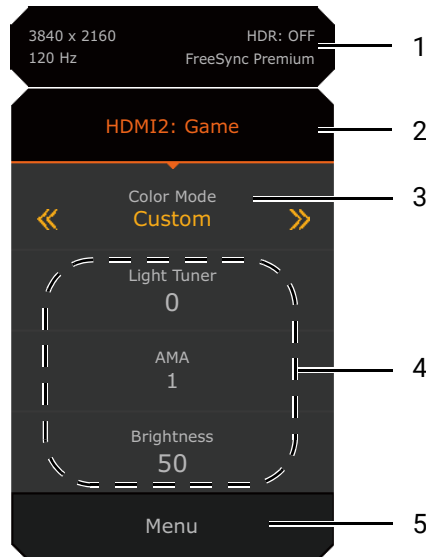 3840 x 2160 HDR: OFF
120 Hz FreeSync Premium
1
HDMI2: Game
2
Color Mode
3
Custom
Light Tuner
0
AMA
4
1
Brightness
50
Menu
5